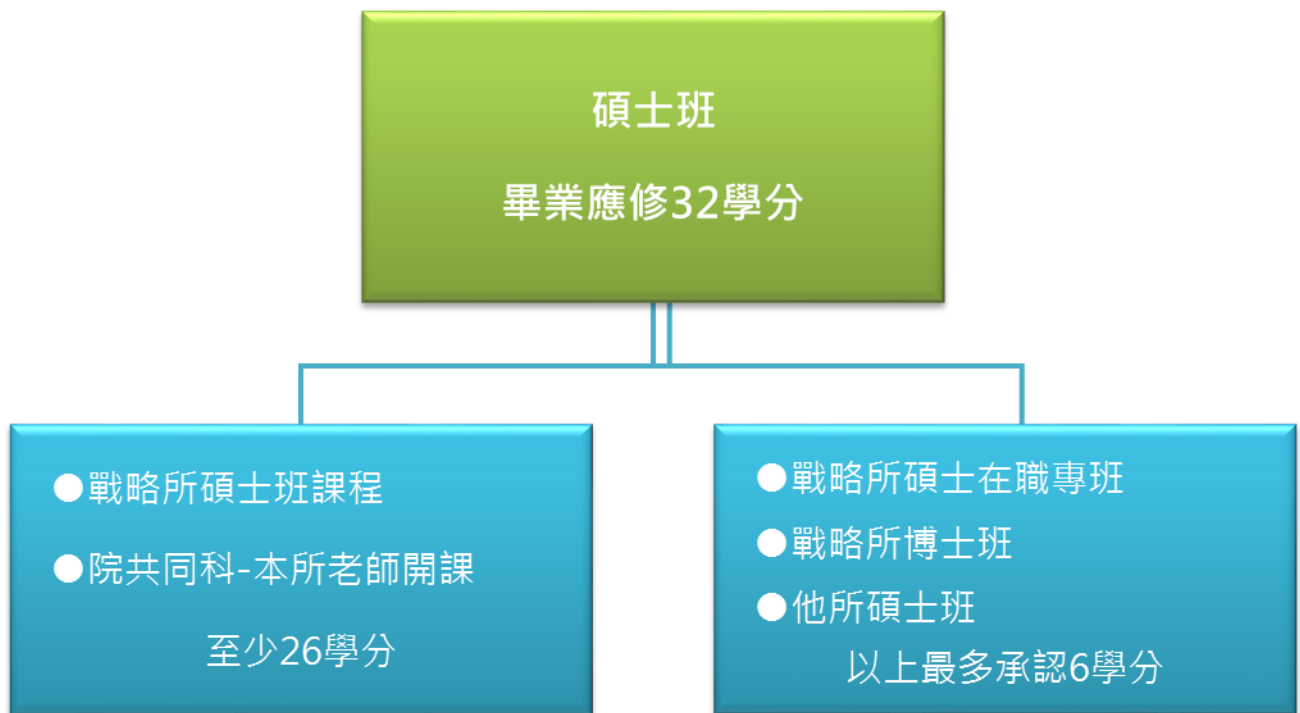 碩士班
畢業應修32學分
●戰略所碩士班課程
●院共同科-本所老師開課
至少26學分
●戰略所碩士在職專班
●戰略所博士班
●他所碩士班
以上最多承認6學分